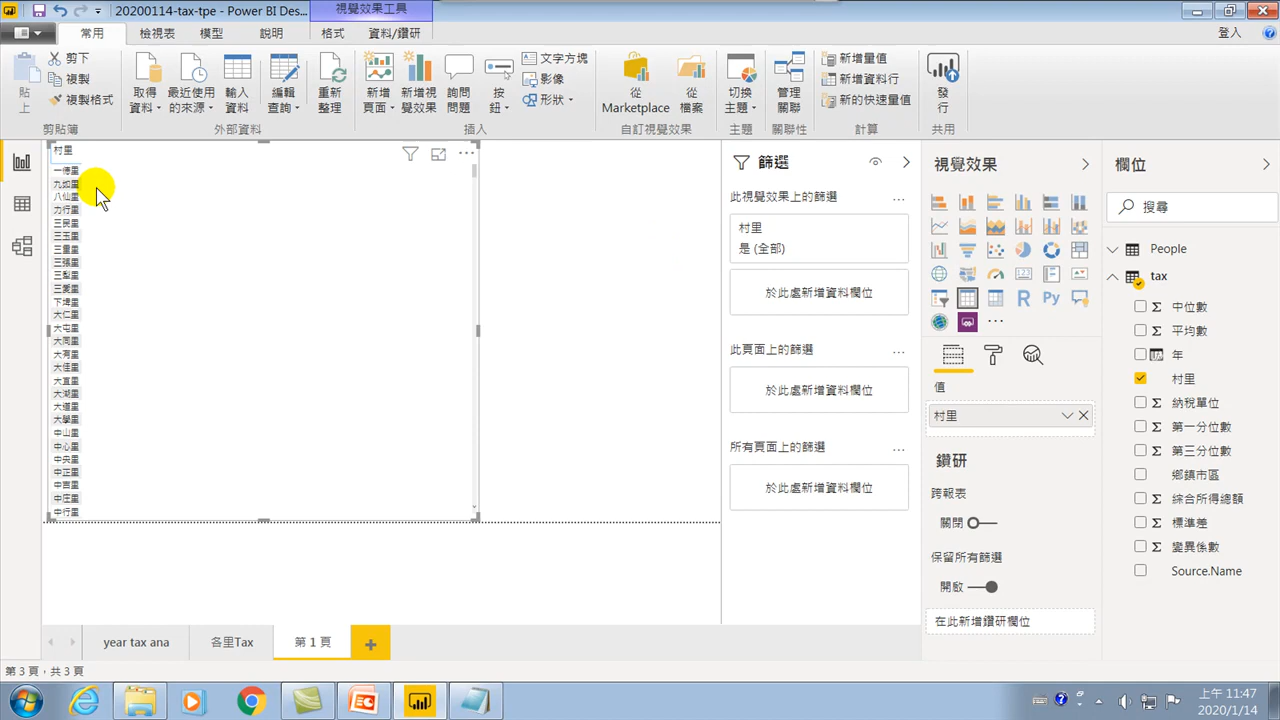 20200114-tax-tpe - Power BI Des...
視覺效果工具
常用
檢視表
模型
說明
格式
資料/鑽研
登入
貼上
剪下
複製
複製格式
剪貼簿
取得資料
最近使用的來源
輸入資料
編輯查詢
重新整理
外部資料
新增頁面
新增視覺效果
詢問問題
按鈕
文字方塊
影像
形狀
插入
從 Marketplace
從檔案
自訂視覺效果
切換主題
主題
管理關聯
關聯性
新增量值
新增資料行
新的快速量值
計算
發行
共用
村里
一德里
九如里
八仙里
力行里
三民里
三玉里
三重里
三張里
三犁里
三愛里
下埤里
大仁里
大屯里
大同里
大有里
大佳里
大直里
大湖里
大道里
大學里
中山里
中心里
中央里
中正里
中吉里
中庄里
中行里
篩選
此視覺效果上的篩選
...
村里
是 (全部)
於此處新增資料欄位
此頁面上的篩選
...
於此處新增資料欄位
所有頁面上的篩選
...
於此處新增資料欄位
視覺效果
R
Py
...
值
村里
鑽研
跨報表
關閉
保留所有篩選
開啟
在此新增鑽研欄位
欄位
搜尋
People
tax
中位數
平均數
年
村里
納稅單位
第一分位數
第三分位數
鄉鎮市區
綜合所得總額
標準差
變異係數
Source.Name
year tax ana
各里Tax
第 1 頁
第 3 頁，共 3 頁
上午 11:47
2020/1/14